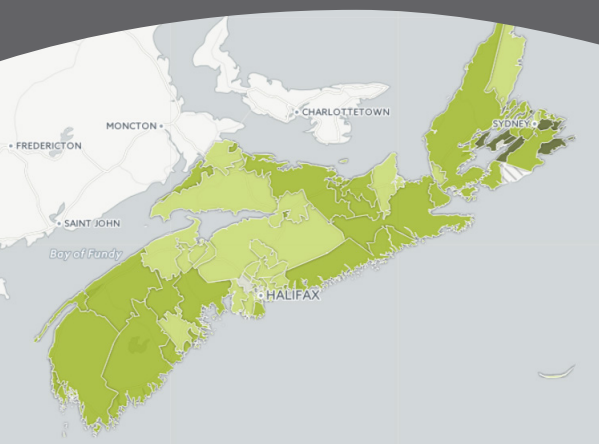 CHARLOTTETOWN
SYDNEY
MONCTON
FREDERICTON
SAINT JOHN
Bay of Fundy
HALIFAX